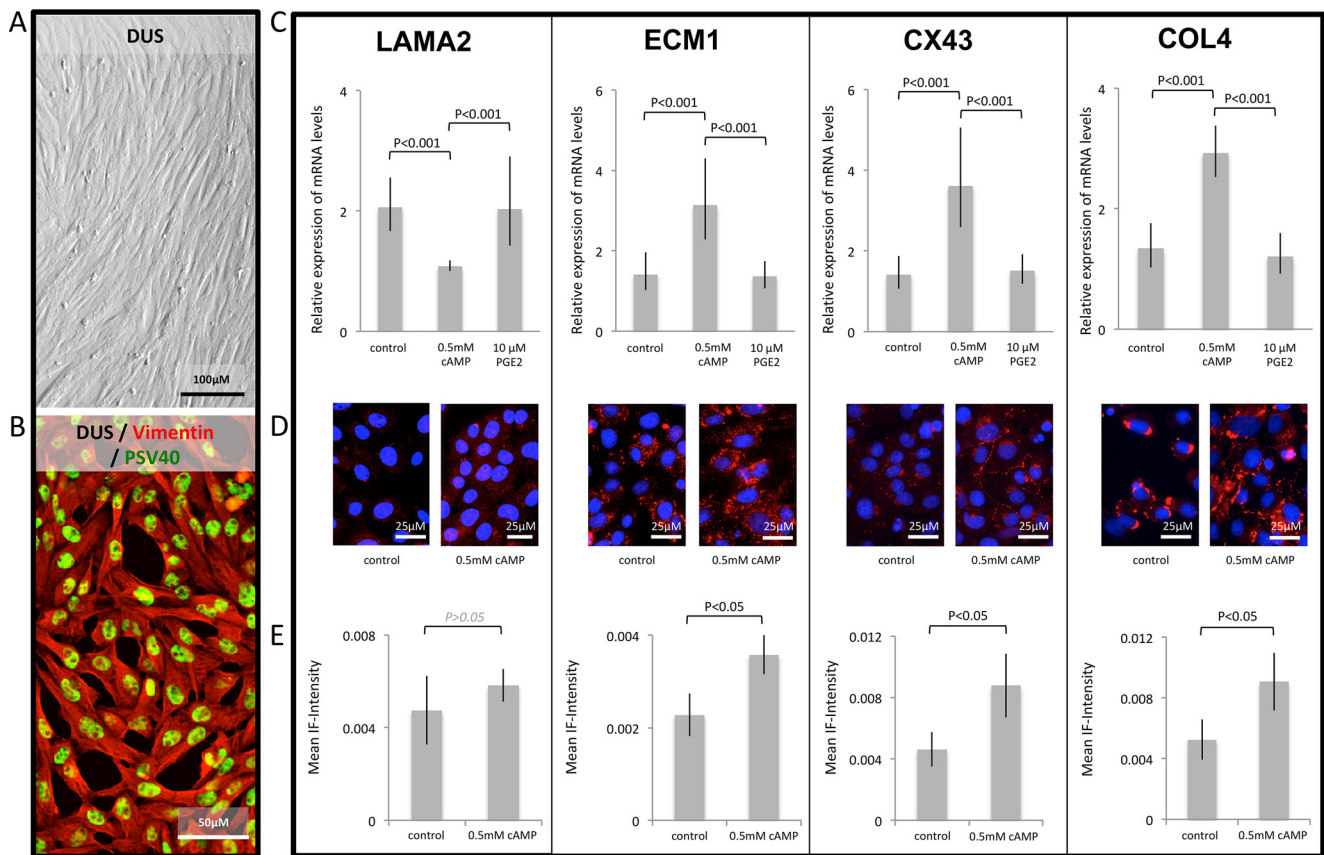 A
DUS
100μM
B
DUS / Vimentin
/ PSV40
50μM
C
LAMA2
Relative expression of mRNA levels
4
2
0
P<0.001
P<0.001
control
0.5mM
cAMP
10 μM
PGE2
ECM1
Relative expression of mRNA levels
6
4
2
0
P<0.001
P<0.001
control
0.5mM
cAMP
10 μM
PGE2
CX43
Relative expression of mRNA levels
6
4
2
0
P<0.001
P<0.001
control
0.5mM
cAMP
10 μM
PGE2
COL4
Relative expression of mRNA levels
4
2
0
P<0.001
P<0.001
control
0.5mM
cAMP
10 μM
PGE2
D
25μM
25μM
control
0.5mM cAMP
25μM
25μM
control
0.5mM cAMP
25μM
25μM
control
0.5mM cAMP
25μM
25μM
control
0.5mM cAMP
E
Mean IF-Intensity
0.008
0.004
0
P>0.05
control
0.5mM cAMP
Mean IF-Intensity
0.004
0.002
0
P<0.05
control
0.5mM cAMP
Mean IF-Intensity
0.012
0.008
0.004
0
P<0.05
control
0.5mM cAMP
Mean IF-Intensity
0.012
0.008
0.004
0
P<0.05
control
0.5mM cAMP